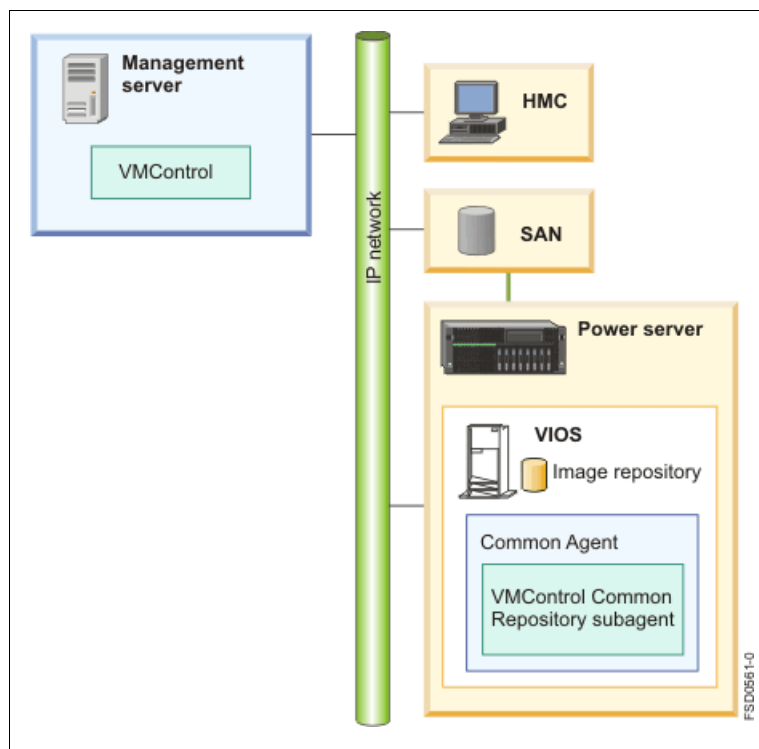 Management
server
VMControl
IP network
HMC
SAN
Power server
VIOS
Image repository
Common Agent
VMControl Common
Repository subagent
FSD0561-0